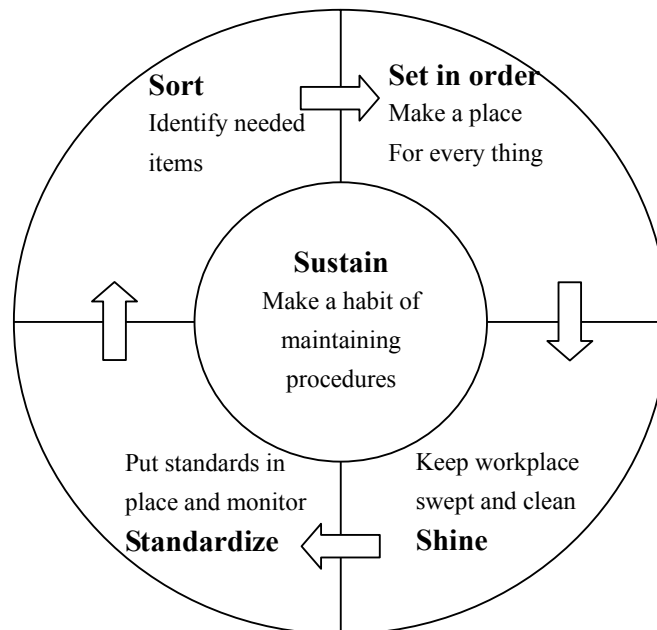 Sort
Identify needed
items
Set in order
Make a place
For every thing
Sustain
Make a habit of
maintaining
procedures
Put standards in
place and monitor
Standardize
Keep workplace
swept and clean
Shine